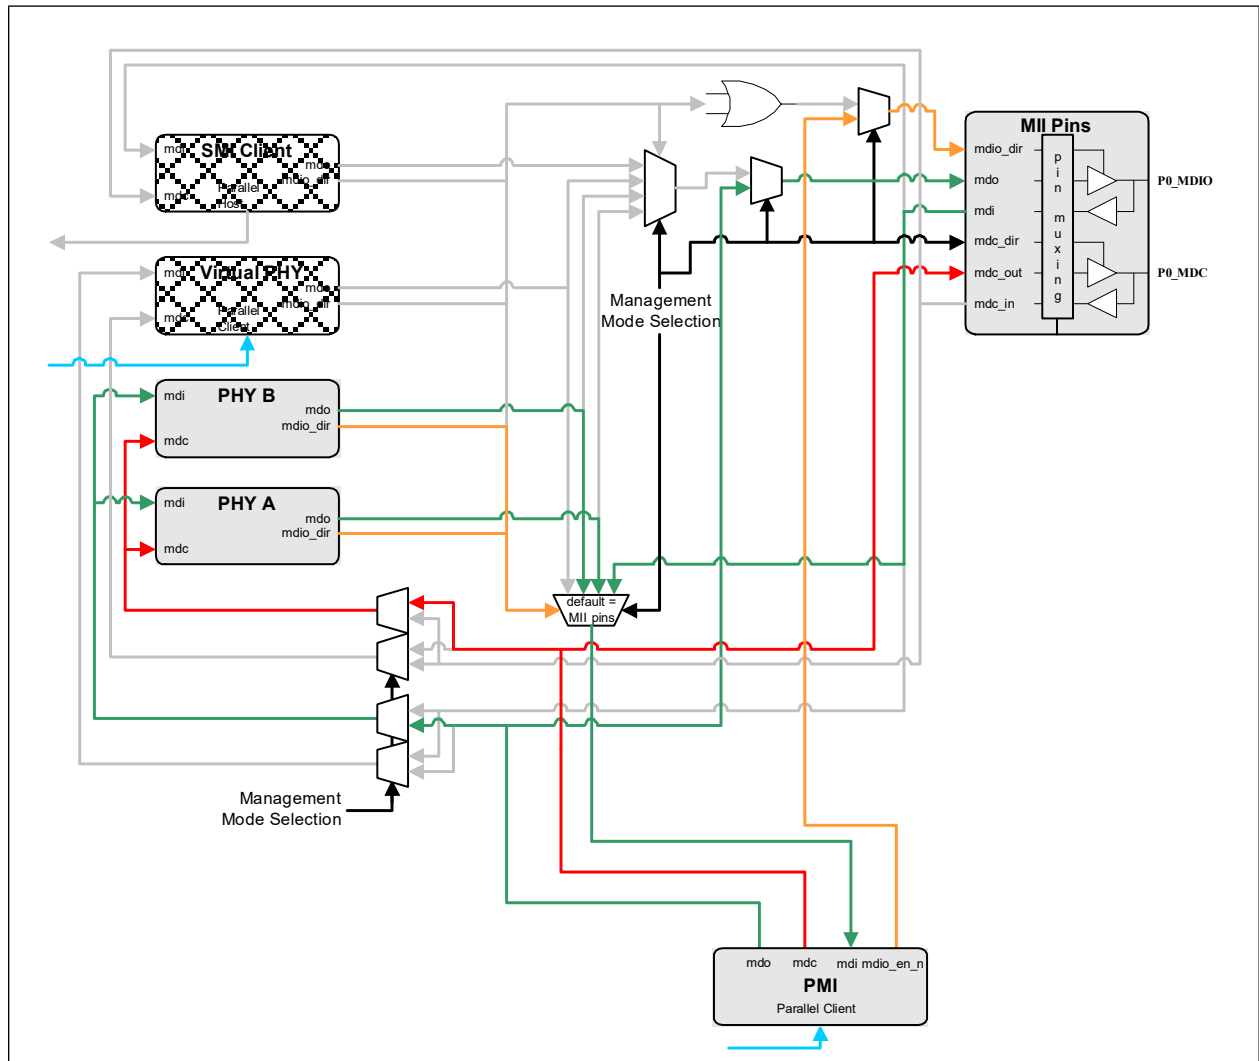 MII Pins
mdio_dir
mdo
mdi
mdc_dir
mdc_out
mdc_in
pin muxing
P0_MDIO
P0_MDC
SMI Client
mdi
mdc
mdo
mdio_dir
Parallel
Host
Virtual PHY
mdi
mdc
mdo
mdio_dir
Parallel
Client
Management
Mode Selection
PHY B
mdi
mdc
mdo
mdio_dir
PHY A
mdi
mdc
mdo
mdio_dir
default =
MII pins
Management
Mode Selection
mdo
mdc
mdi
mdio_en_n
PMI
Parallel Client